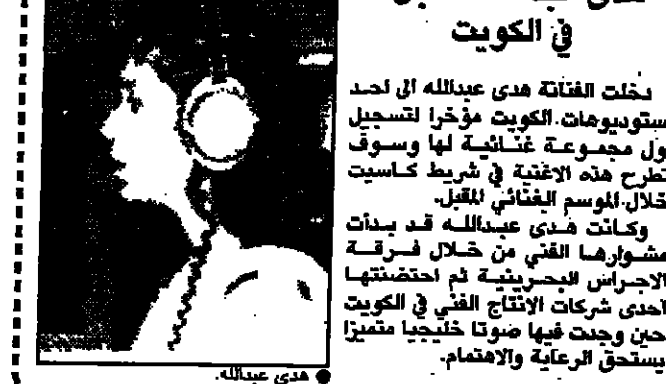 في الكويت
دخلت الفنانة هدى عبدالله الى احد
ستوديوهات الكويت مؤخرا لتسجيل
اول مجموعة غنائية لها وسوف
تطرح هذه الاغنية في شريط كاسيت
خلال الموسم الغنائي المقبل.
وكانت هدى عبدالله قد بدأت
مشوارها الفني من خلال فرقة
الاجراس البحرينية ثم احتضنتها
احدى شركات الانتاج الفني في الكويت
حين وجدت فيها صوتا خليجيا متميزا
يستحق الرعاية والاهتمام.
● هدى عبدالله.